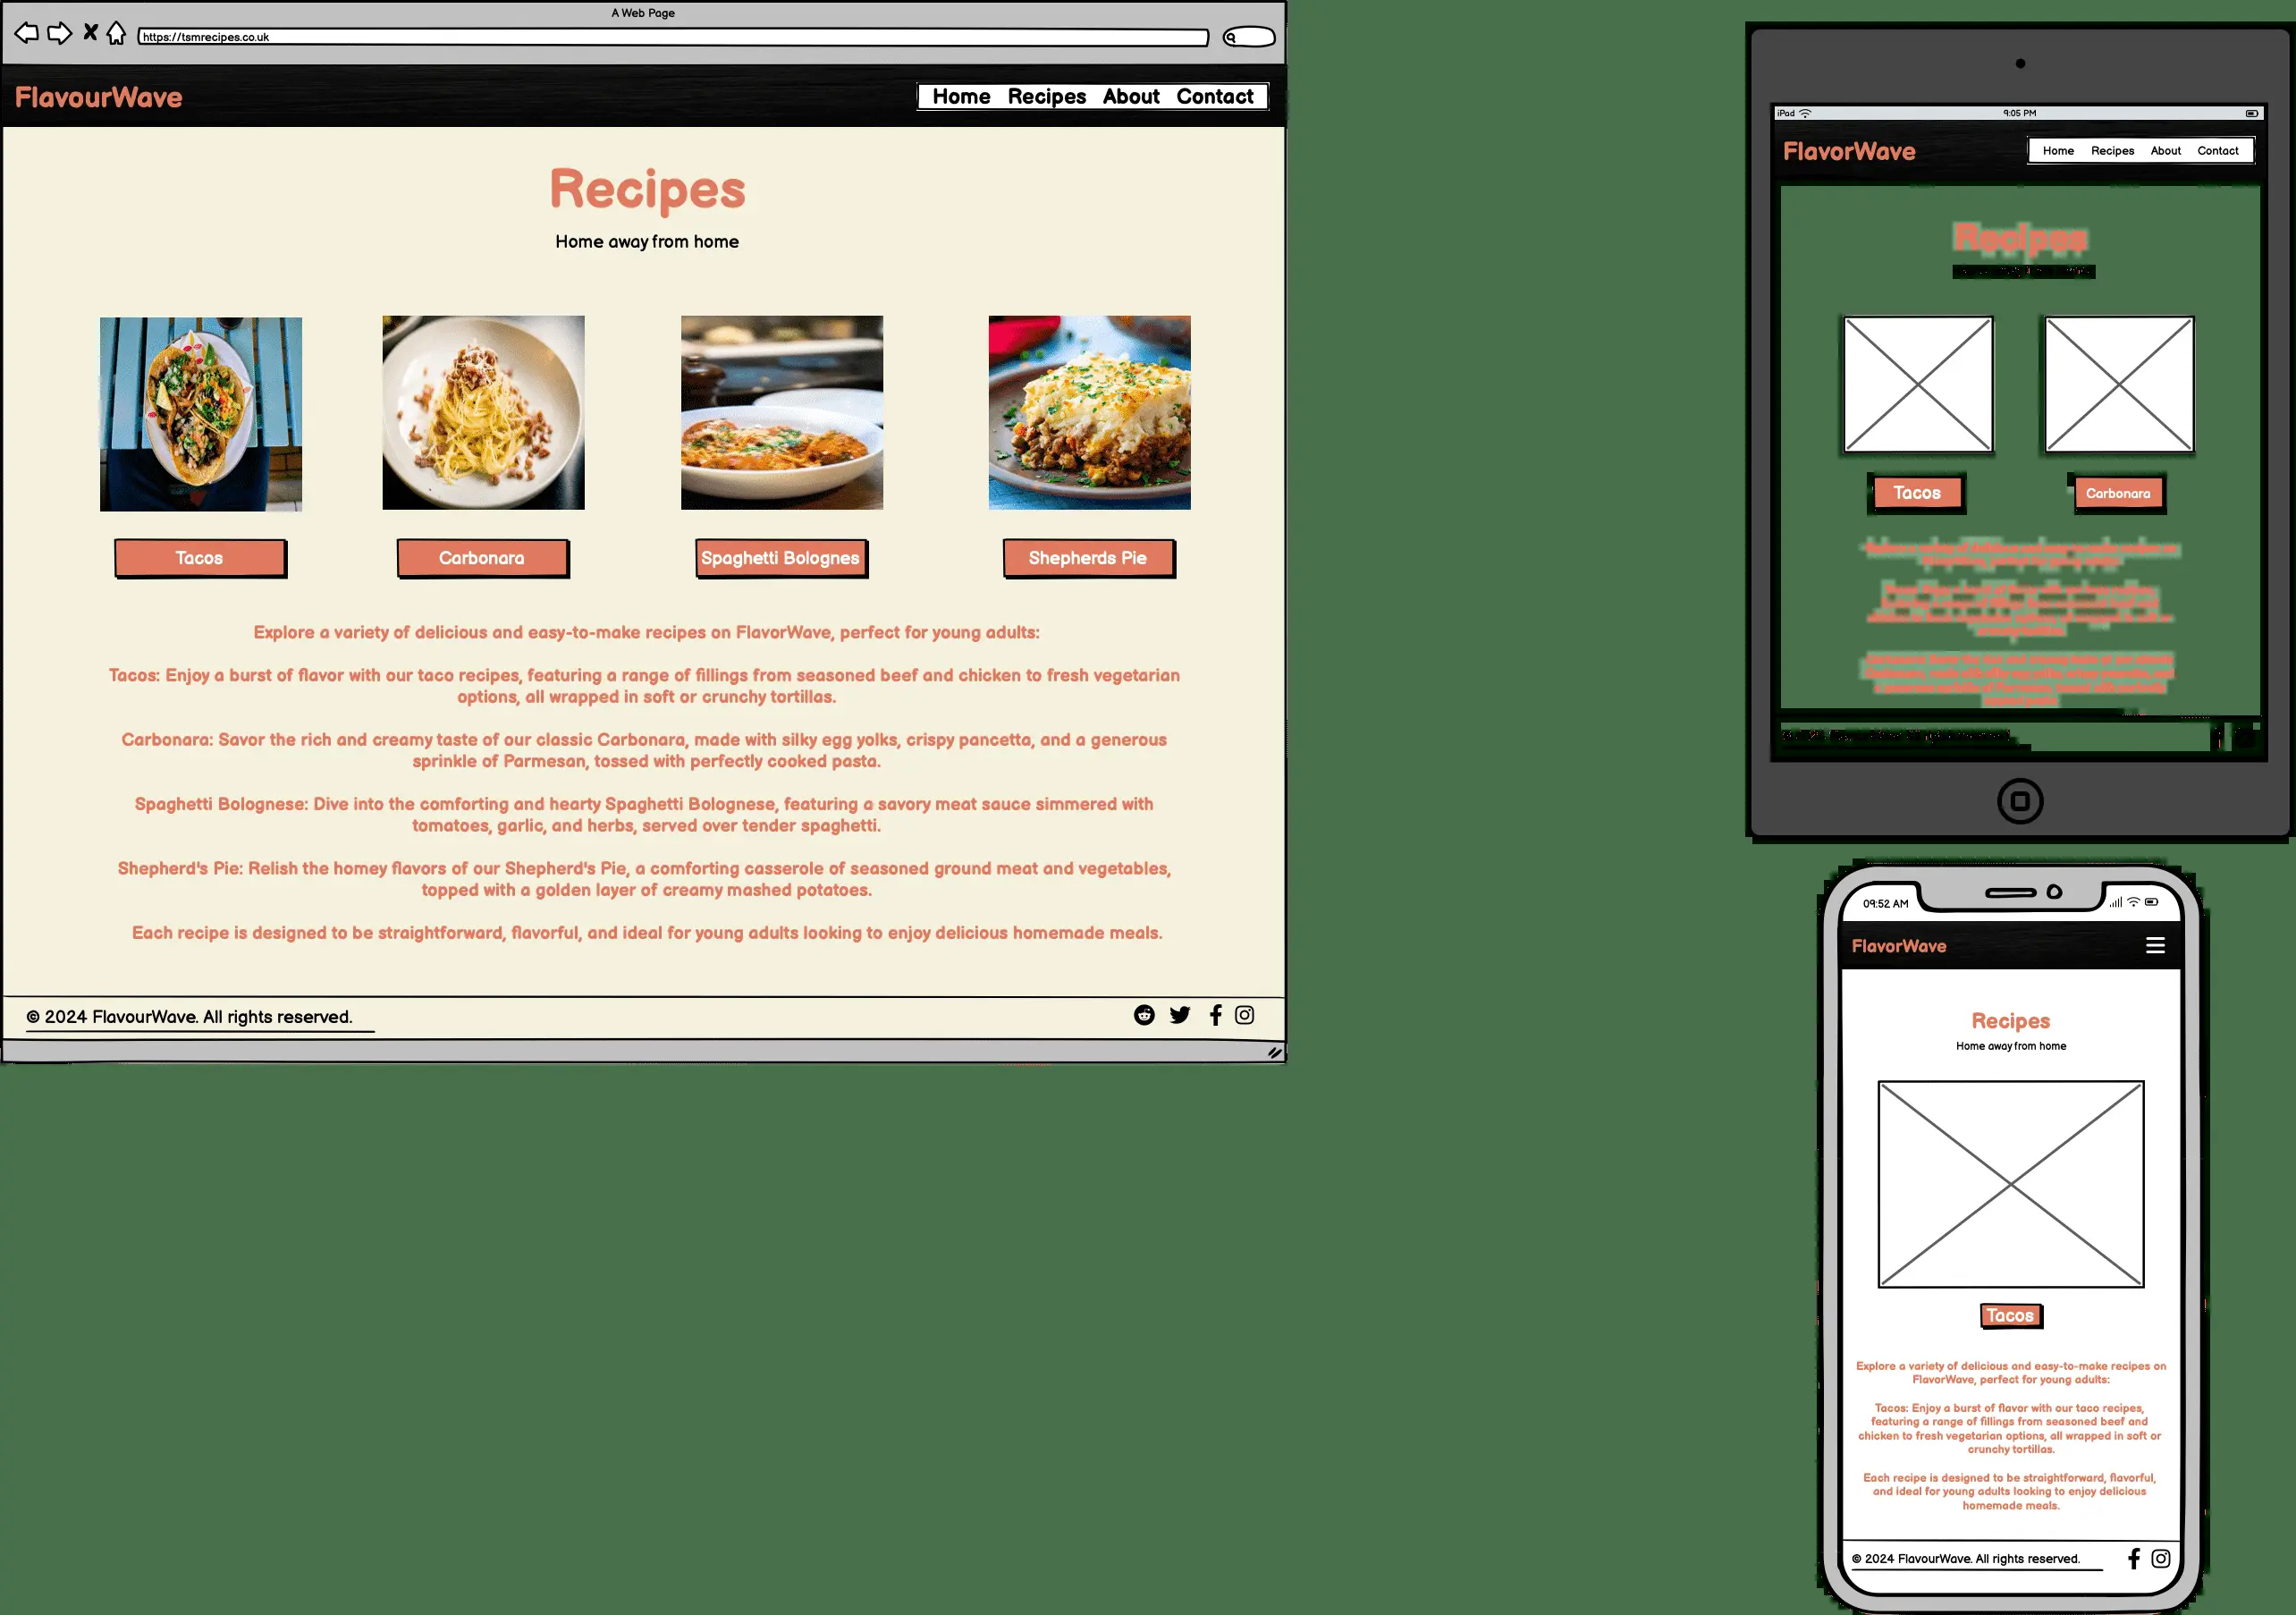 A Web Page
https://tsmrecipes.co.uk
FlavourWave
Home Recipes About Contact
Recipes
Home away from home
Tacos
Carbonara
Spaghetti Bolognes
Shepherds Pie
Explore a variety of delicious and easy-to-make recipes on FlavorWave, perfect for young adults:
Tacos: Enjoy a burst of flavor with our taco recipes, featuring a range of fillings from seasoned beef and chicken to fresh vegetarian
options, all wrapped in soft or crunchy tortillas.
Carbonara: Savor the rich and creamy taste of our classic Carbonara, made with silky egg yolks, crispy pancetta, and a generous
sprinkle of Parmesan, tossed with perfectly cooked pasta.
Spaghetti Bolognese: Dive into the comforting and hearty Spaghetti Bolognese, featuring a savory meat sauce simmered with
tomatoes, garlic, and herbs, served over tender spaghetti.
Shepherd's Pie: Relish the homey flavors of our Shepherd's Pie, a comforting casserole of seasoned ground meat and vegetables,
topped with a golden layer of creamy mashed potatoes.
Each recipe is designed to be straightforward, flavorful, and ideal for young adults looking to enjoy delicious homemade meals.
© 2024 FlavourWave. All rights reserved.
iPad
9:05 PM
FlavorWave
Home Recipes About Contact
Recipes
Tacos
Carbonara
09:52 AM
FlavorWave
Recipes
Home away from home
Tacos
Explore a variety of delicious and easy-to-make recipes on
FlavorWave, perfect for young adults:
Tacos: Enjoy a burst of flavor with our taco recipes,
featuring a range of fillings from seasoned beef and
chicken to fresh vegetarian options, all wrapped in soft or
crunchy tortillas.
Each recipe is designed to be straightforward, flavorful,
and ideal for young adults looking to enjoy delicious
homemade meals.
© 2024 FlavourWave. All rights reserved.